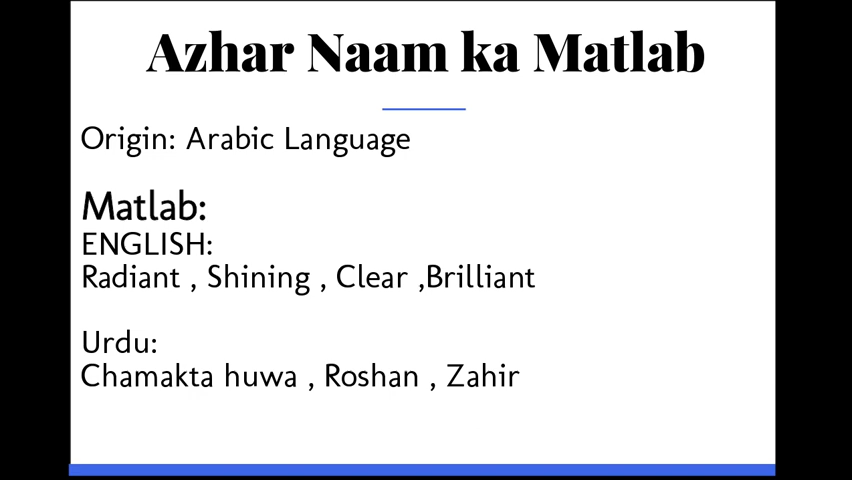 Azhar Naam ka Matlab
Origin: Arabic Language
Matlab:
ENGLISH:
Radiant , Shining , Clear ,Brilliant
Urdu:
Chamakta huwa , Roshan , Zahir